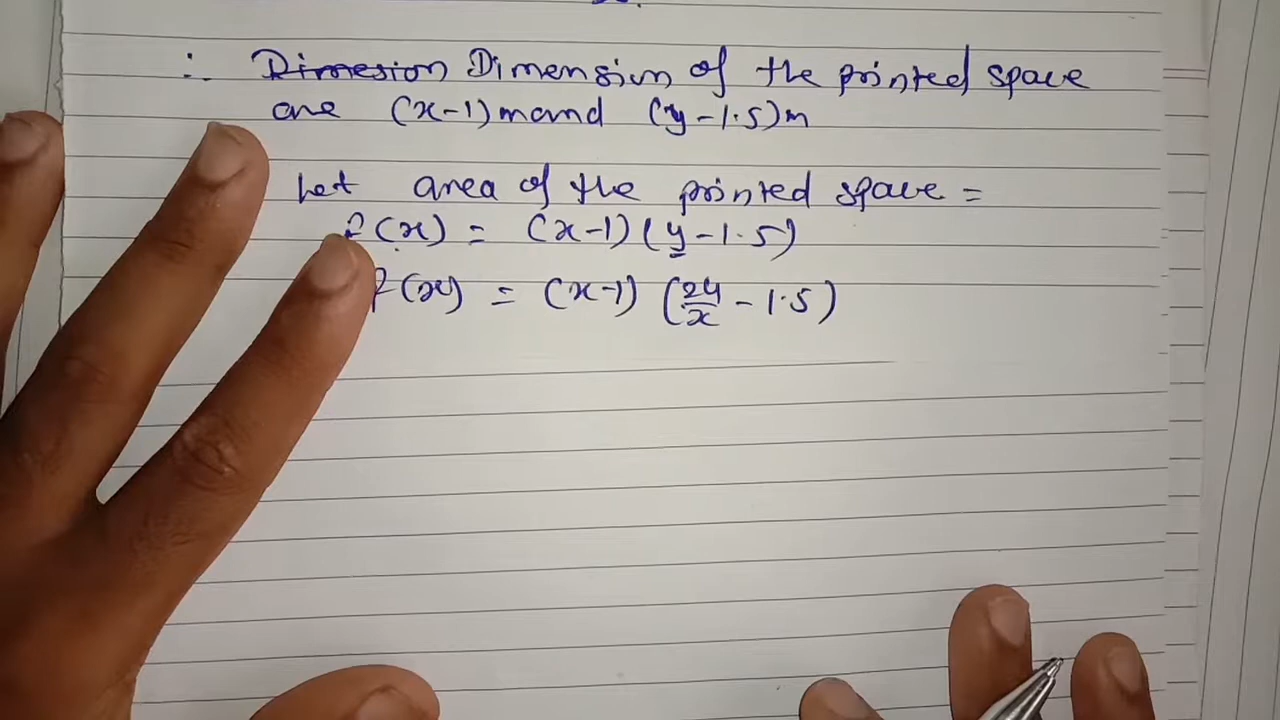 ∴ Dimesion Dimension of the printed space
are (x-1)m and (y-1.5)m
Let area of the printed space =
f(x) = (x-1)(y-1.5)
f(x) = (x-1)(24/x - 1.5)